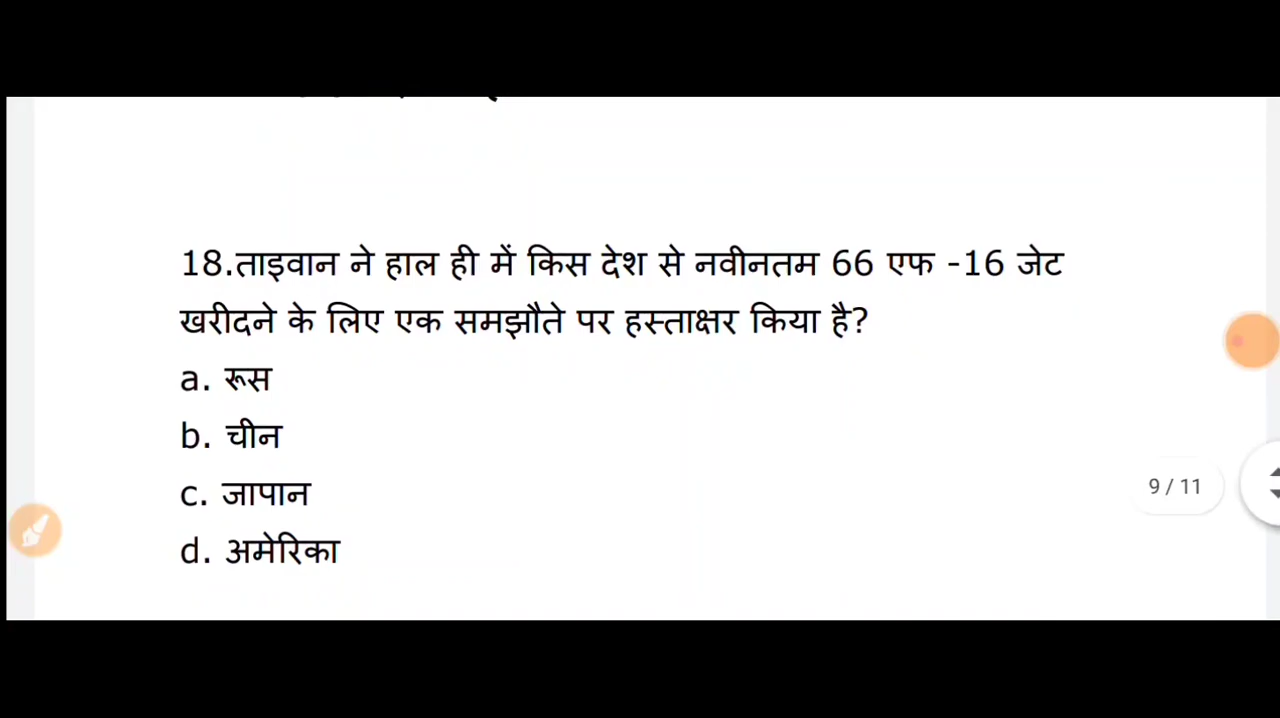 18.ताइवान ने हाल ही में किस देश से नवीनतम 66 एफ -16 जेट
खरीदने के लिए एक समझौते पर हस्ताक्षर किया है?
a. रूस
b. चीन
c. जापान
d. अमेरिका
9 / 11